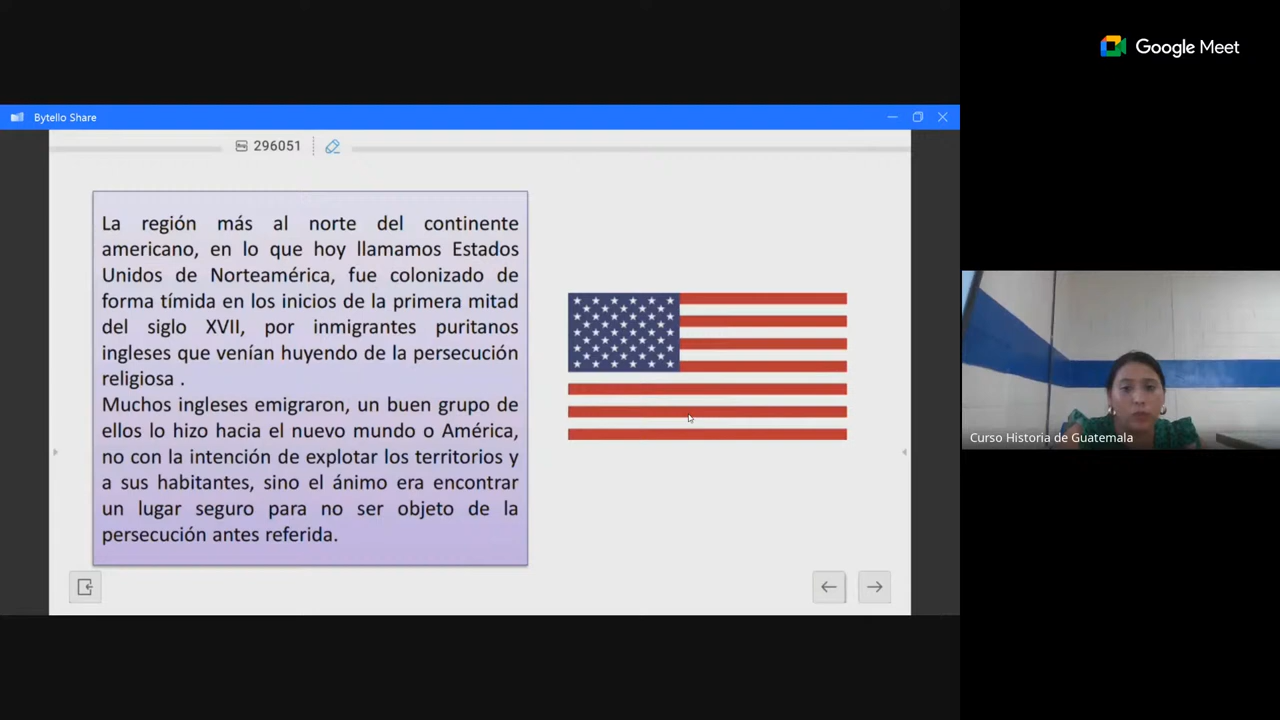 Google Meet
Bytello Share
296051
La región más al norte del continente
americano, en lo que hoy llamamos Estados
Unidos de Norteamérica, fue colonizado de
forma tímida en los inicios de la primera mitad
del siglo XVII, por inmigrantes puritanos
ingleses que venían huyendo de la persecución
religiosa .
Muchos ingleses emigraron, un buen grupo de
ellos lo hizo hacia el nuevo mundo o América,
no con la intención de explotar los territorios y
a sus habitantes, sino el ánimo era encontrar
un lugar seguro para no ser objeto de la
persecución antes referida.
Curso Historia de Guatemala